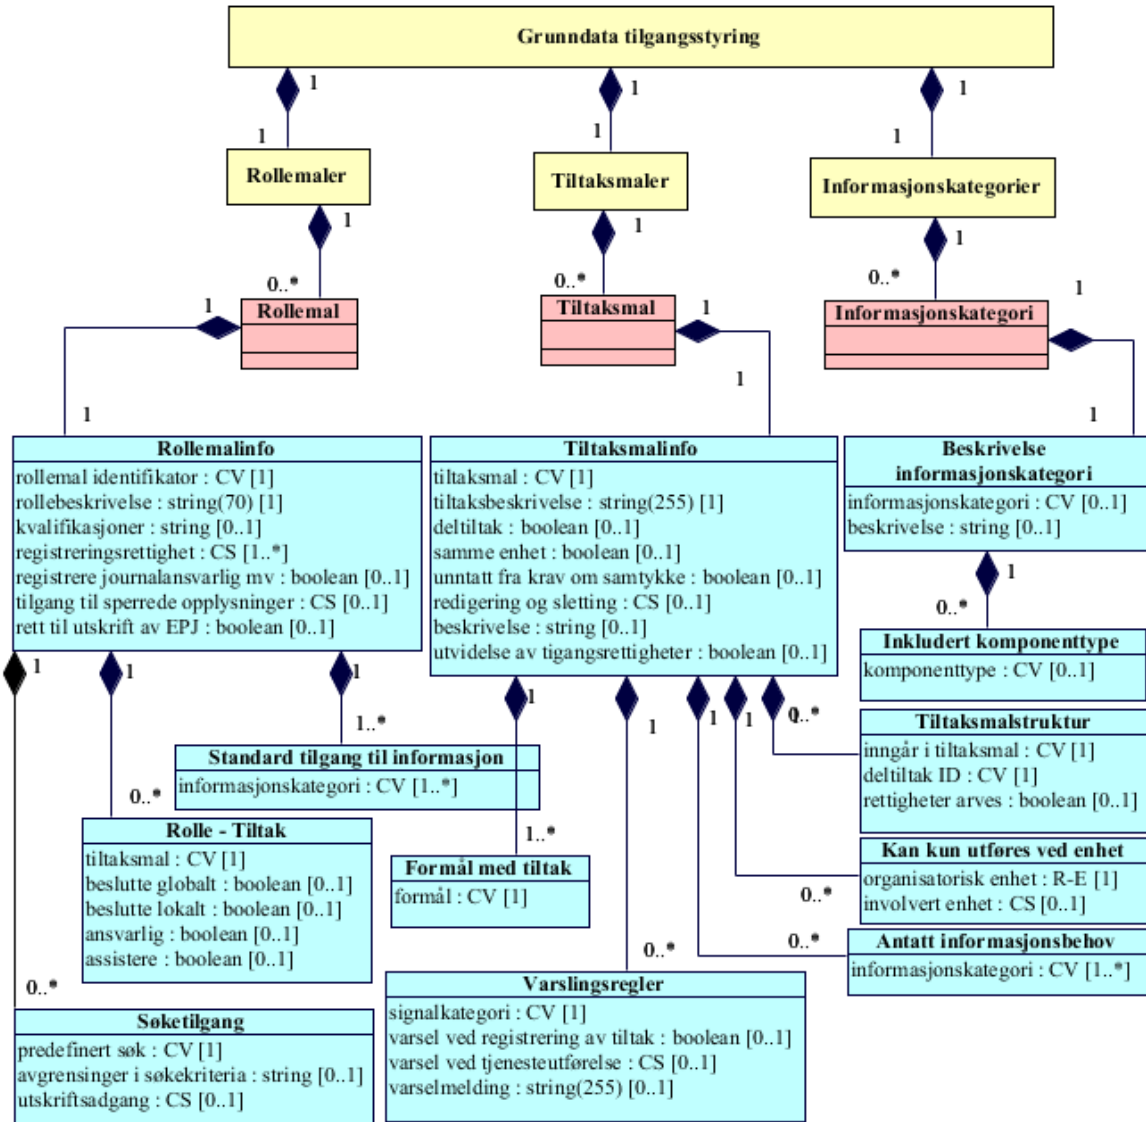 Grunndata tilgangsstyring
1
1
1
1
1
1
Rollemaler
Tiltaksmaler
Informasjonskategorier
1
1
1
0..*
0..*
0..*
Rollemal
Tiltaksmal
Informasjonskategori
1
1
1
1
1
1
Rollemalinfo
rollemal identifikator : CV [1]
rollebeskrivelse : string(70) [1]
kvalifikasjoner : string [0..1]
registreringsrettighet : CS [1..*]
registrere journalansvarlig mv : boolean [0..1]
tilgang til sperrede opplysninger : CS [0..1]
rett til utskrift av EPJ : boolean [0..1]
Tiltaksmalinfo
tiltaksmal : CV [1]
tiltaksbeskrivelse : string(255) [1]
deltiltak : boolean [0..1]
samme enhet : boolean [0..1]
unntatt fra krav om samtykke : boolean [0..1]
redigering og sletting : CS [0..1]
beskrivelse : string [0..1]
utvidelse av tigangsrettigheter : boolean [0..1]
Beskrivelse
informasjonskategori
informasjonskategori : CV [0..1]
beskrivelse : string [0..1]
1
0..*
Inkludert komponenttype
komponenttype : CV [0..1]
1
1
1
1
1
1
1
1
0..*
Tiltaksmalstruktur
inngår i tiltaksmal : CV [1]
deltiltak ID : CV [1]
rettigheter arves : boolean [0..1]
1..*
Standard tilgang til informasjon
informasjonskategori : CV [1..*]
0..*
Rolle - Tiltak
tiltaksmal : CV [1]
beslutte globalt : boolean [0..1]
beslutte lokalt : boolean [0..1]
ansvarlig : boolean [0..1]
assistere : boolean [0..1]
1..*
Formål med tiltak
formål : CV [1]
Kan kun utføres ved enhet
organisatorisk enhet : R-E [1]
involvert enhet : CS [0..1]
0..*
0..*
Antatt informasjonsbehov
informasjonskategori : CV [1..*]
0..*
Søketilgang
predefinert søk : CV [1]
avgrensinger i søkekriteria : string [0..1]
utskriftsadgang : CS [0..1]
0..*
Varslingsregler
signalkategori : CV [1]
varsel ved registrering av tiltak : boolean [0..1]
varsel ved tjenesteutførelse : CS [0..1]
varselmelding : string(255) [0..1]